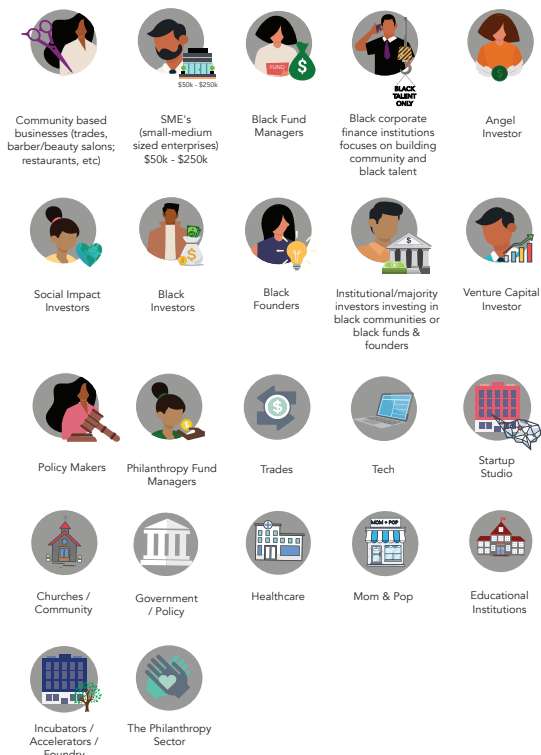 $50k - $250k
FUND
$
BLACK
TALENT
ONLY
$
Community based
businesses (trades,
barber/beauty salons;
restaurants, etc)
SME's
(small-medium
sized enterprises)
$50k - $250k
Black Fund
Managers
Black corporate
finance institutions
focuses on building
community and
black talent
Angel
Investor
$
$
$
Social Impact
Investors
Black
Investors
Black
Founders
Institutional/majority
investors investing in
black communities or
black funds &
founders
Venture Capital
Investor
$
$
Policy Makers
Philanthropy Fund
Managers
Trades
Tech
Startup
Studio
MOM + POP
Churches /
Community
Government
/ Policy
Healthcare
Mom & Pop
Educational
Institutions
Incubators /
Accelerators /
Foundry
The Philanthropy
Sector